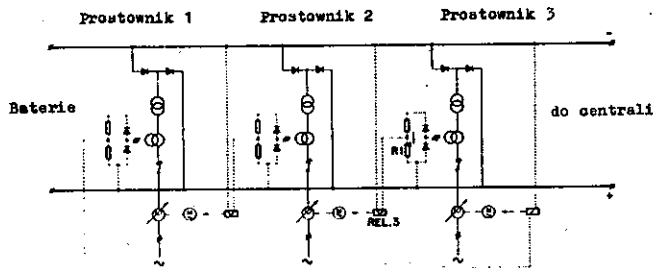 Prostownik 1 Prostownik 2 Prostownik 3
-
Baterie do centrali
R1
+
REL.3
~ ~ ~